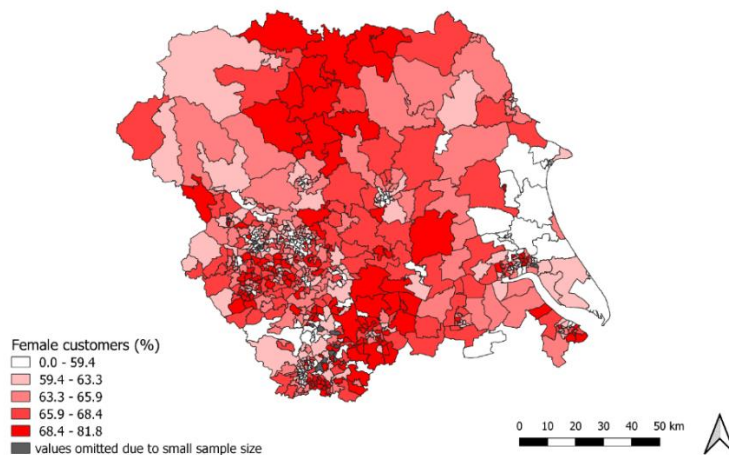 Female customers (%)
0.0 - 59.4
59.4 - 63.3
63.3 - 65.9
65.9 - 68.4
68.4 - 81.8
values omitted due to small sample size
0 10 20 30 40 50 km